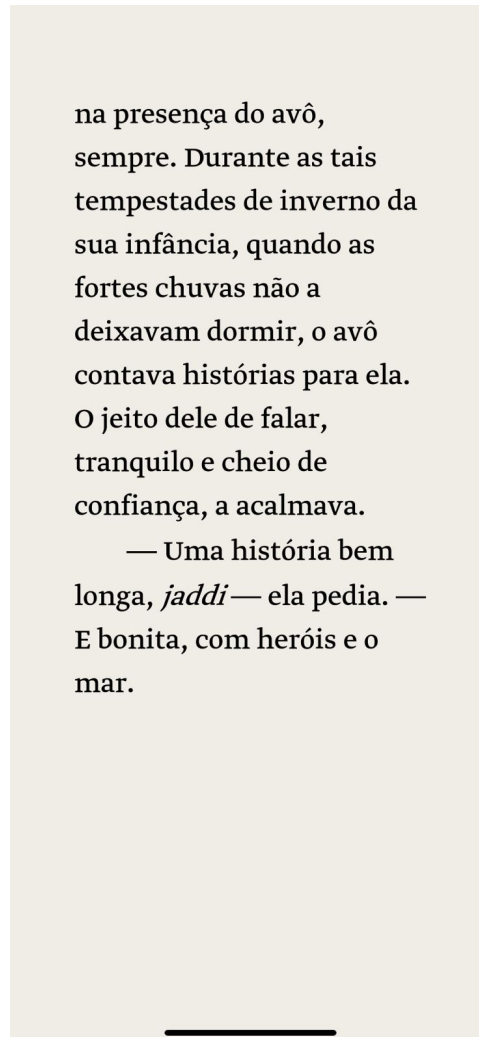 na presença do avô,
sempre. Durante as tais
tempestades de inverno da
sua infância, quando as
fortes chuvas não a
deixavam dormir, o avô
contava histórias para ela.
O jeito dele de falar,
tranquilo e cheio de
confiança, a acalmava.
— Uma história bem
longa, jaddi — ela pedia. —
E bonita, com heróis e o
mar.